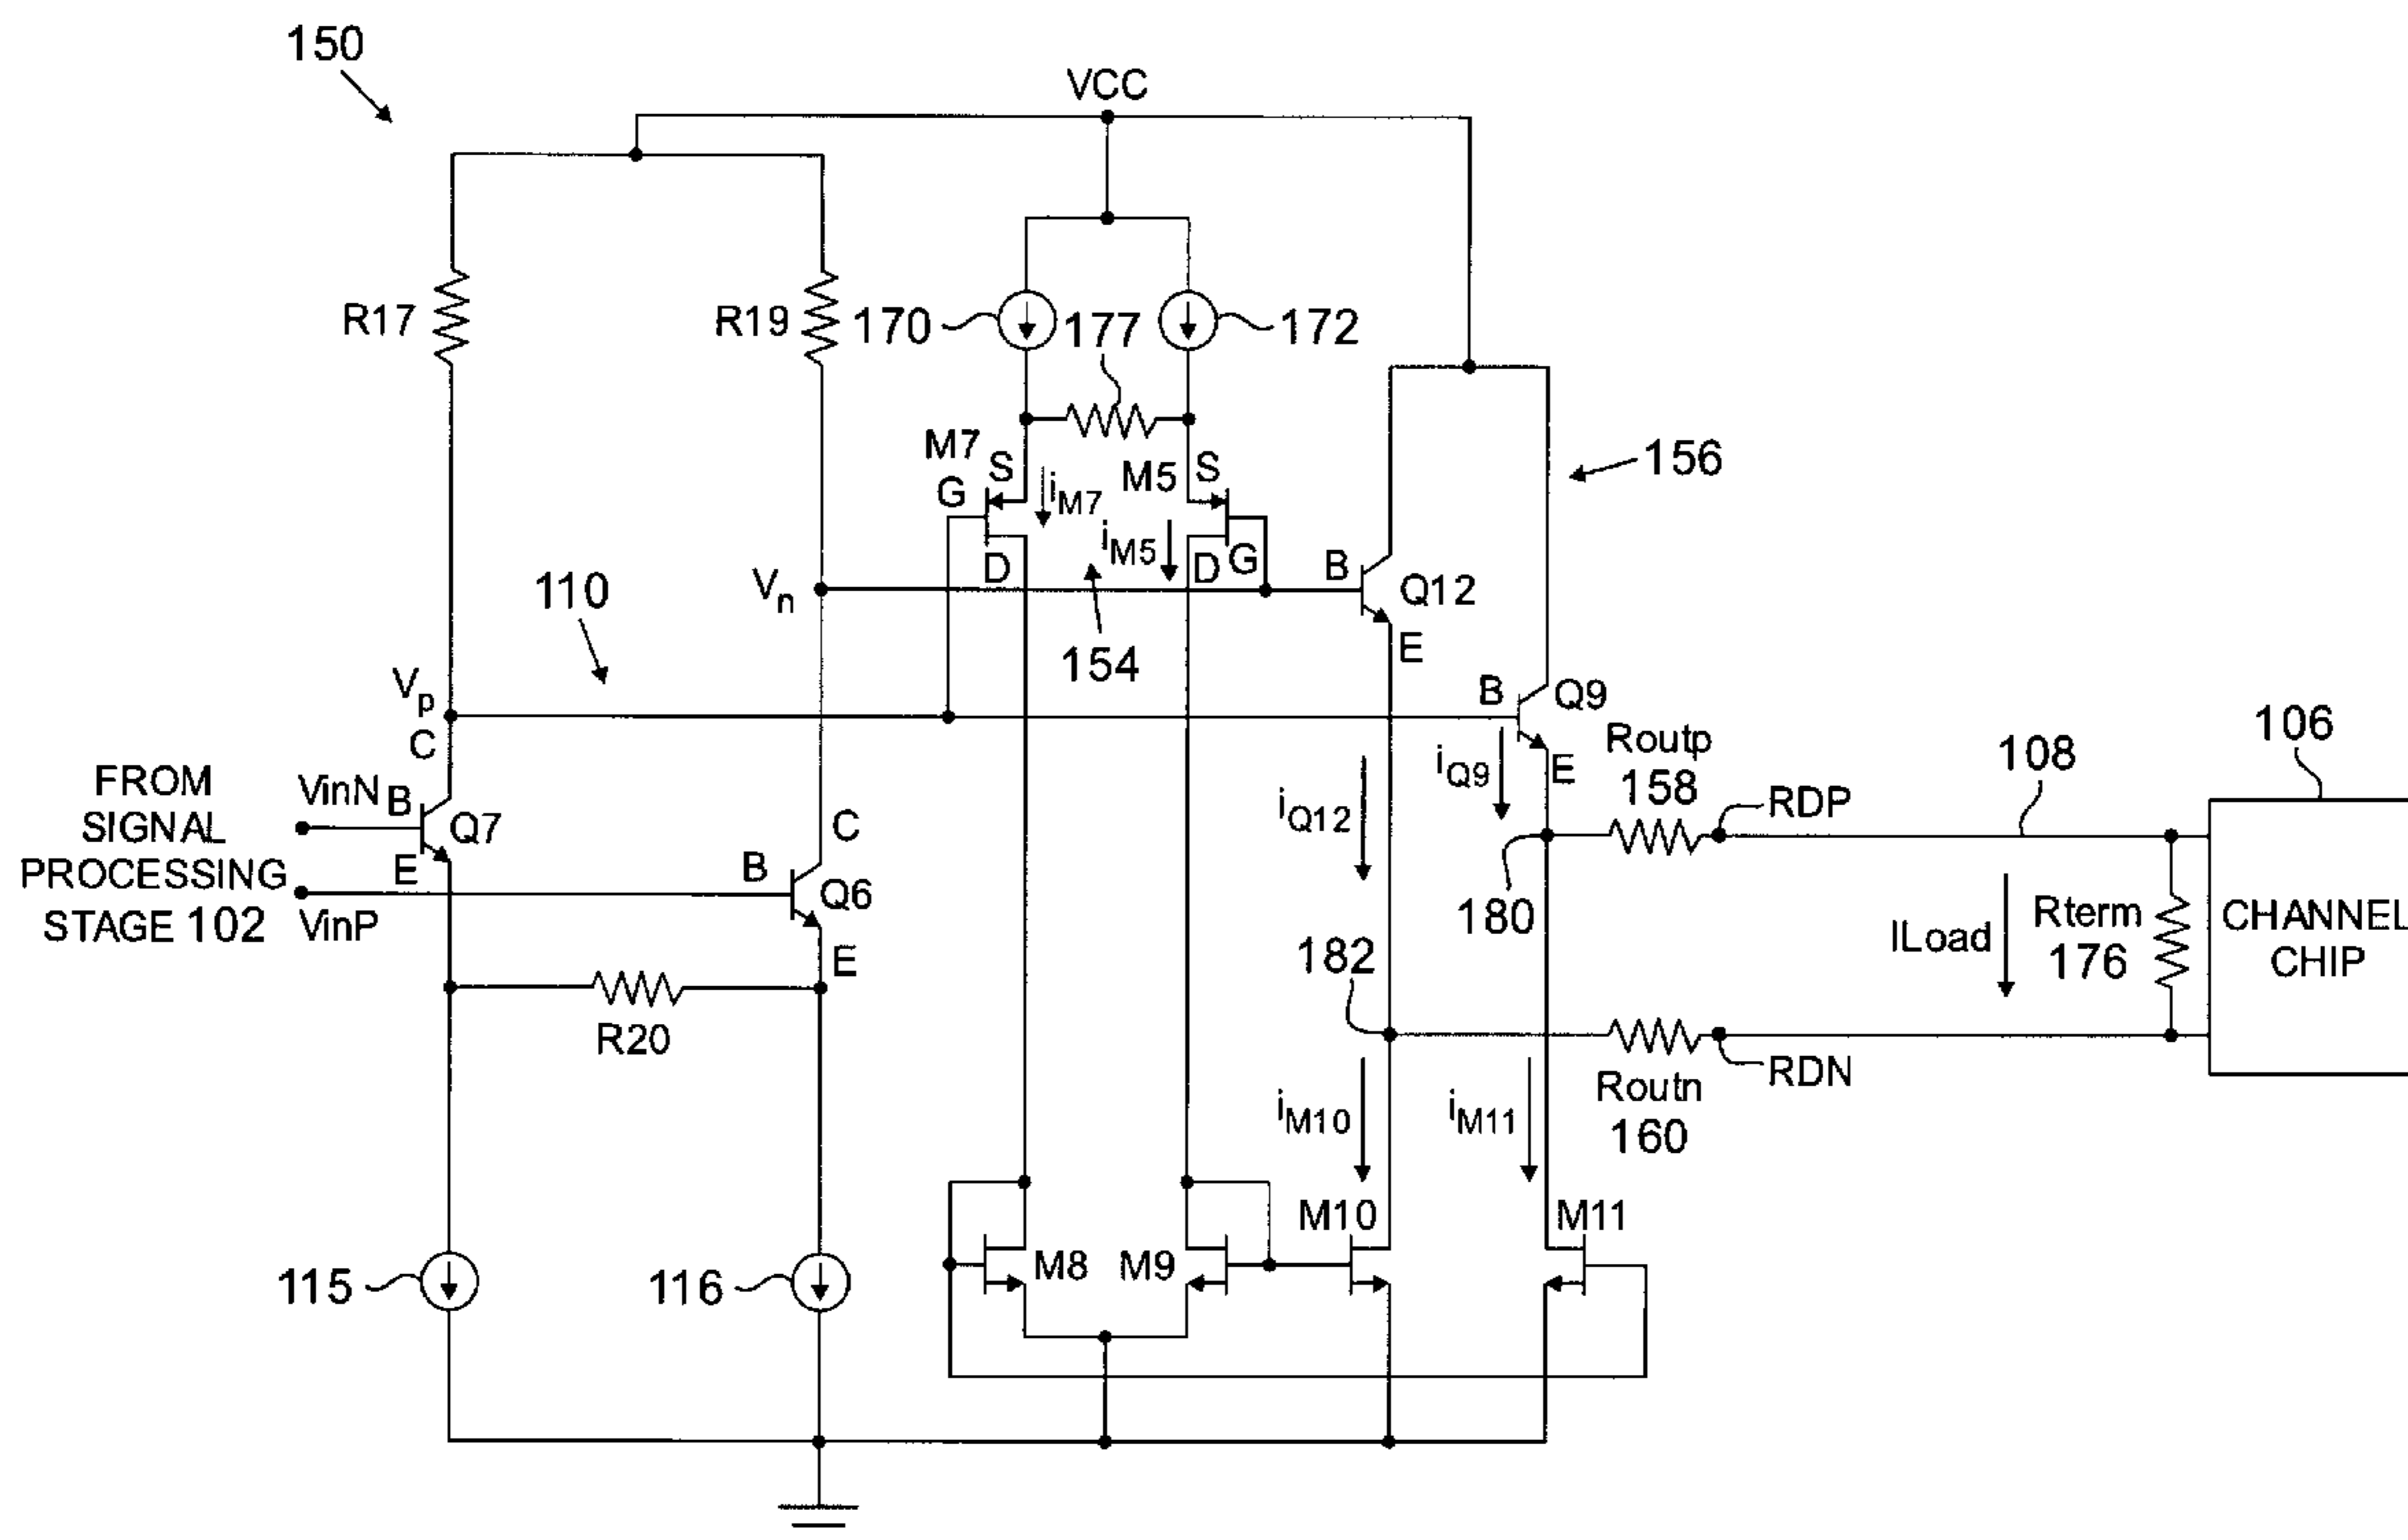 150
VCC
R17
R19
170
177
172
M7
S
G
iM7
M5
S
156
iM5
D
D
G
B
Q12
Vn
110
154
E
Vp
C
B
Q9
FROM
SIGNAL
PROCESSING
STAGE 102
VinN
B
Q7
E
VinP
B
C
Q6
E
iQ12
iQ9
E
Routp
158
RDP
108
106
180
182
ILoad
Rterm
176
CHANNEL
CHIP
R20
Routn
160
RDN
iM10
iM11
115
116
M8
M9
M10
M11